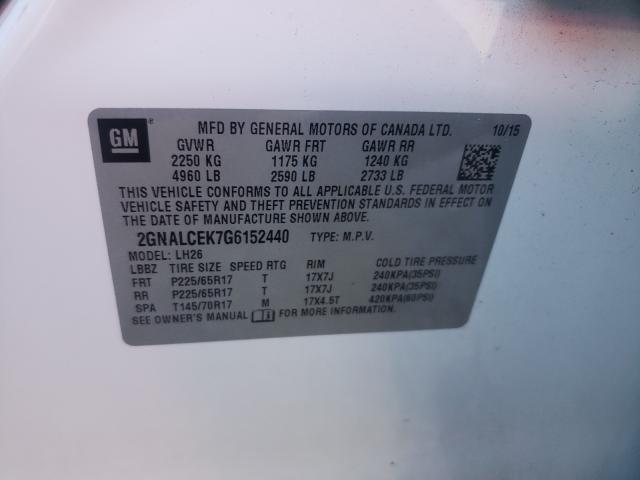 GM ® MFD BY GENERAL MOTORS OF CANADA LTD. 10/15
GVWR GAWR FRT GAWR RR
2250 KG 1175 KG 1240 KG
4960 LB 2590 LB 2733 LB
THIS VEHICLE CONFORMS TO ALL APPLICABLE U.S. FEDERAL MOTOR
VEHICLE SAFETY AND THEFT PREVENTION STANDARDS IN EFFECT ON THE
DATE OF MANUFACTURE SHOWN ABOVE.
2GNALCEK7G6152440 TYPE: M.P.V.
MODEL: LH26
LBBZ TIRE SIZE SPEED RTG RIM COLD TIRE PRESSURE
FRT P225/65R17 T 17X7J 240KPA(35PSI)
RR P225/65R17 T 17X7J 240KPA(35PSI)
SPA T145/70R17 M 17X4.5T 420KPA(60PSI)
SEE OWNER'S MANUAL FOR MORE INFORMATION.